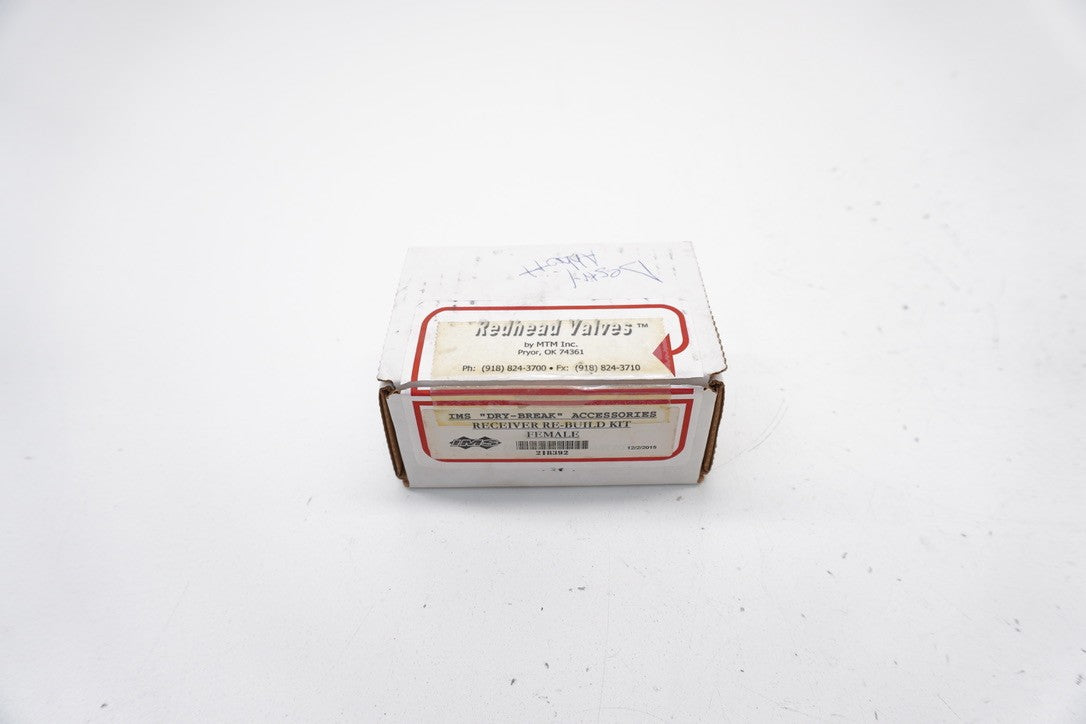 Redhead Valves™
by MTM Inc.
Pryor, OK 74361
Ph: (918) 824-3700 • Fx: (918) 824-3710
IMS "DRY-BREAK" ACCESSORIES
RECEIVER RE-BUILD KIT
FEMALE
218392
12/2/2015